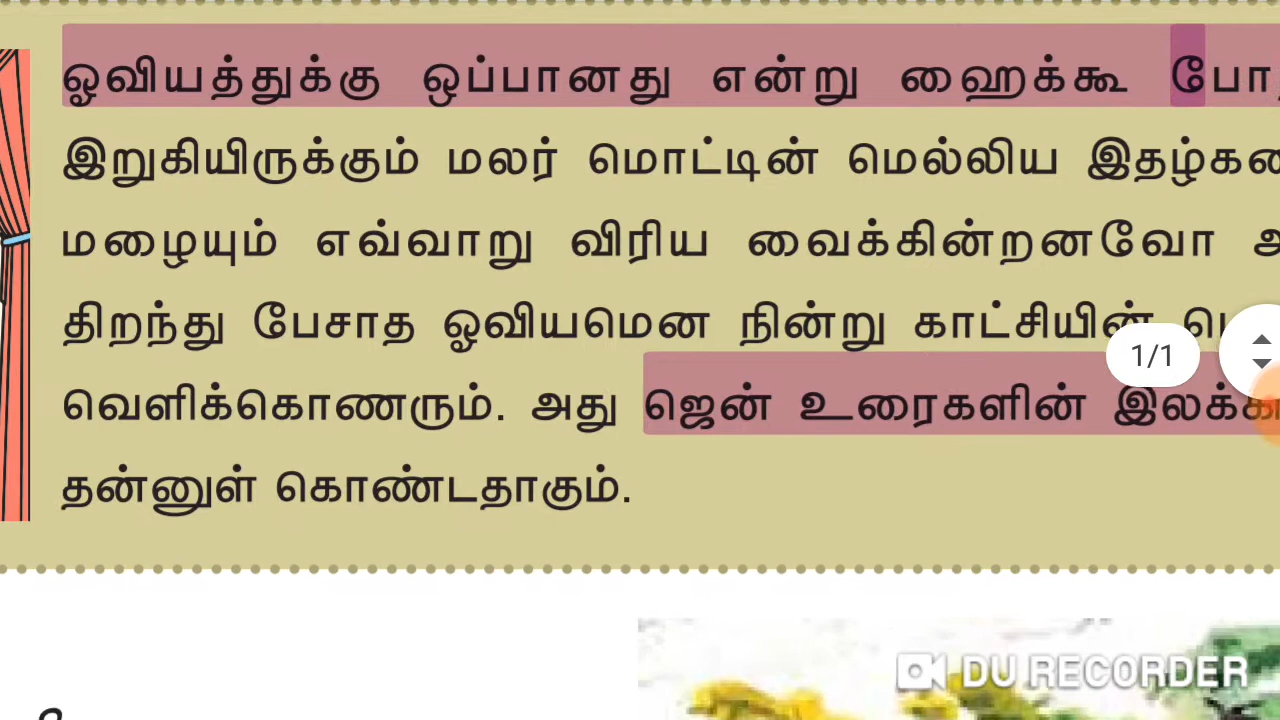 ஓவியத்துக்கு ஒப்பானது என்று ஹைக்கூ
இறுகியிருக்கும் மலர் மொட்டின் மெல்லிய
மழையும் எவ்வாறு விரிய வைக்கின்றனவோ
திறந்து பேசாத ஓவியமென நின்று காட்சியின்
1/1
வெளிக்கொணரும். அது ஜென் உரைகளின்
தன்னுள் கொண்டதாகும்.
DU RECORDER